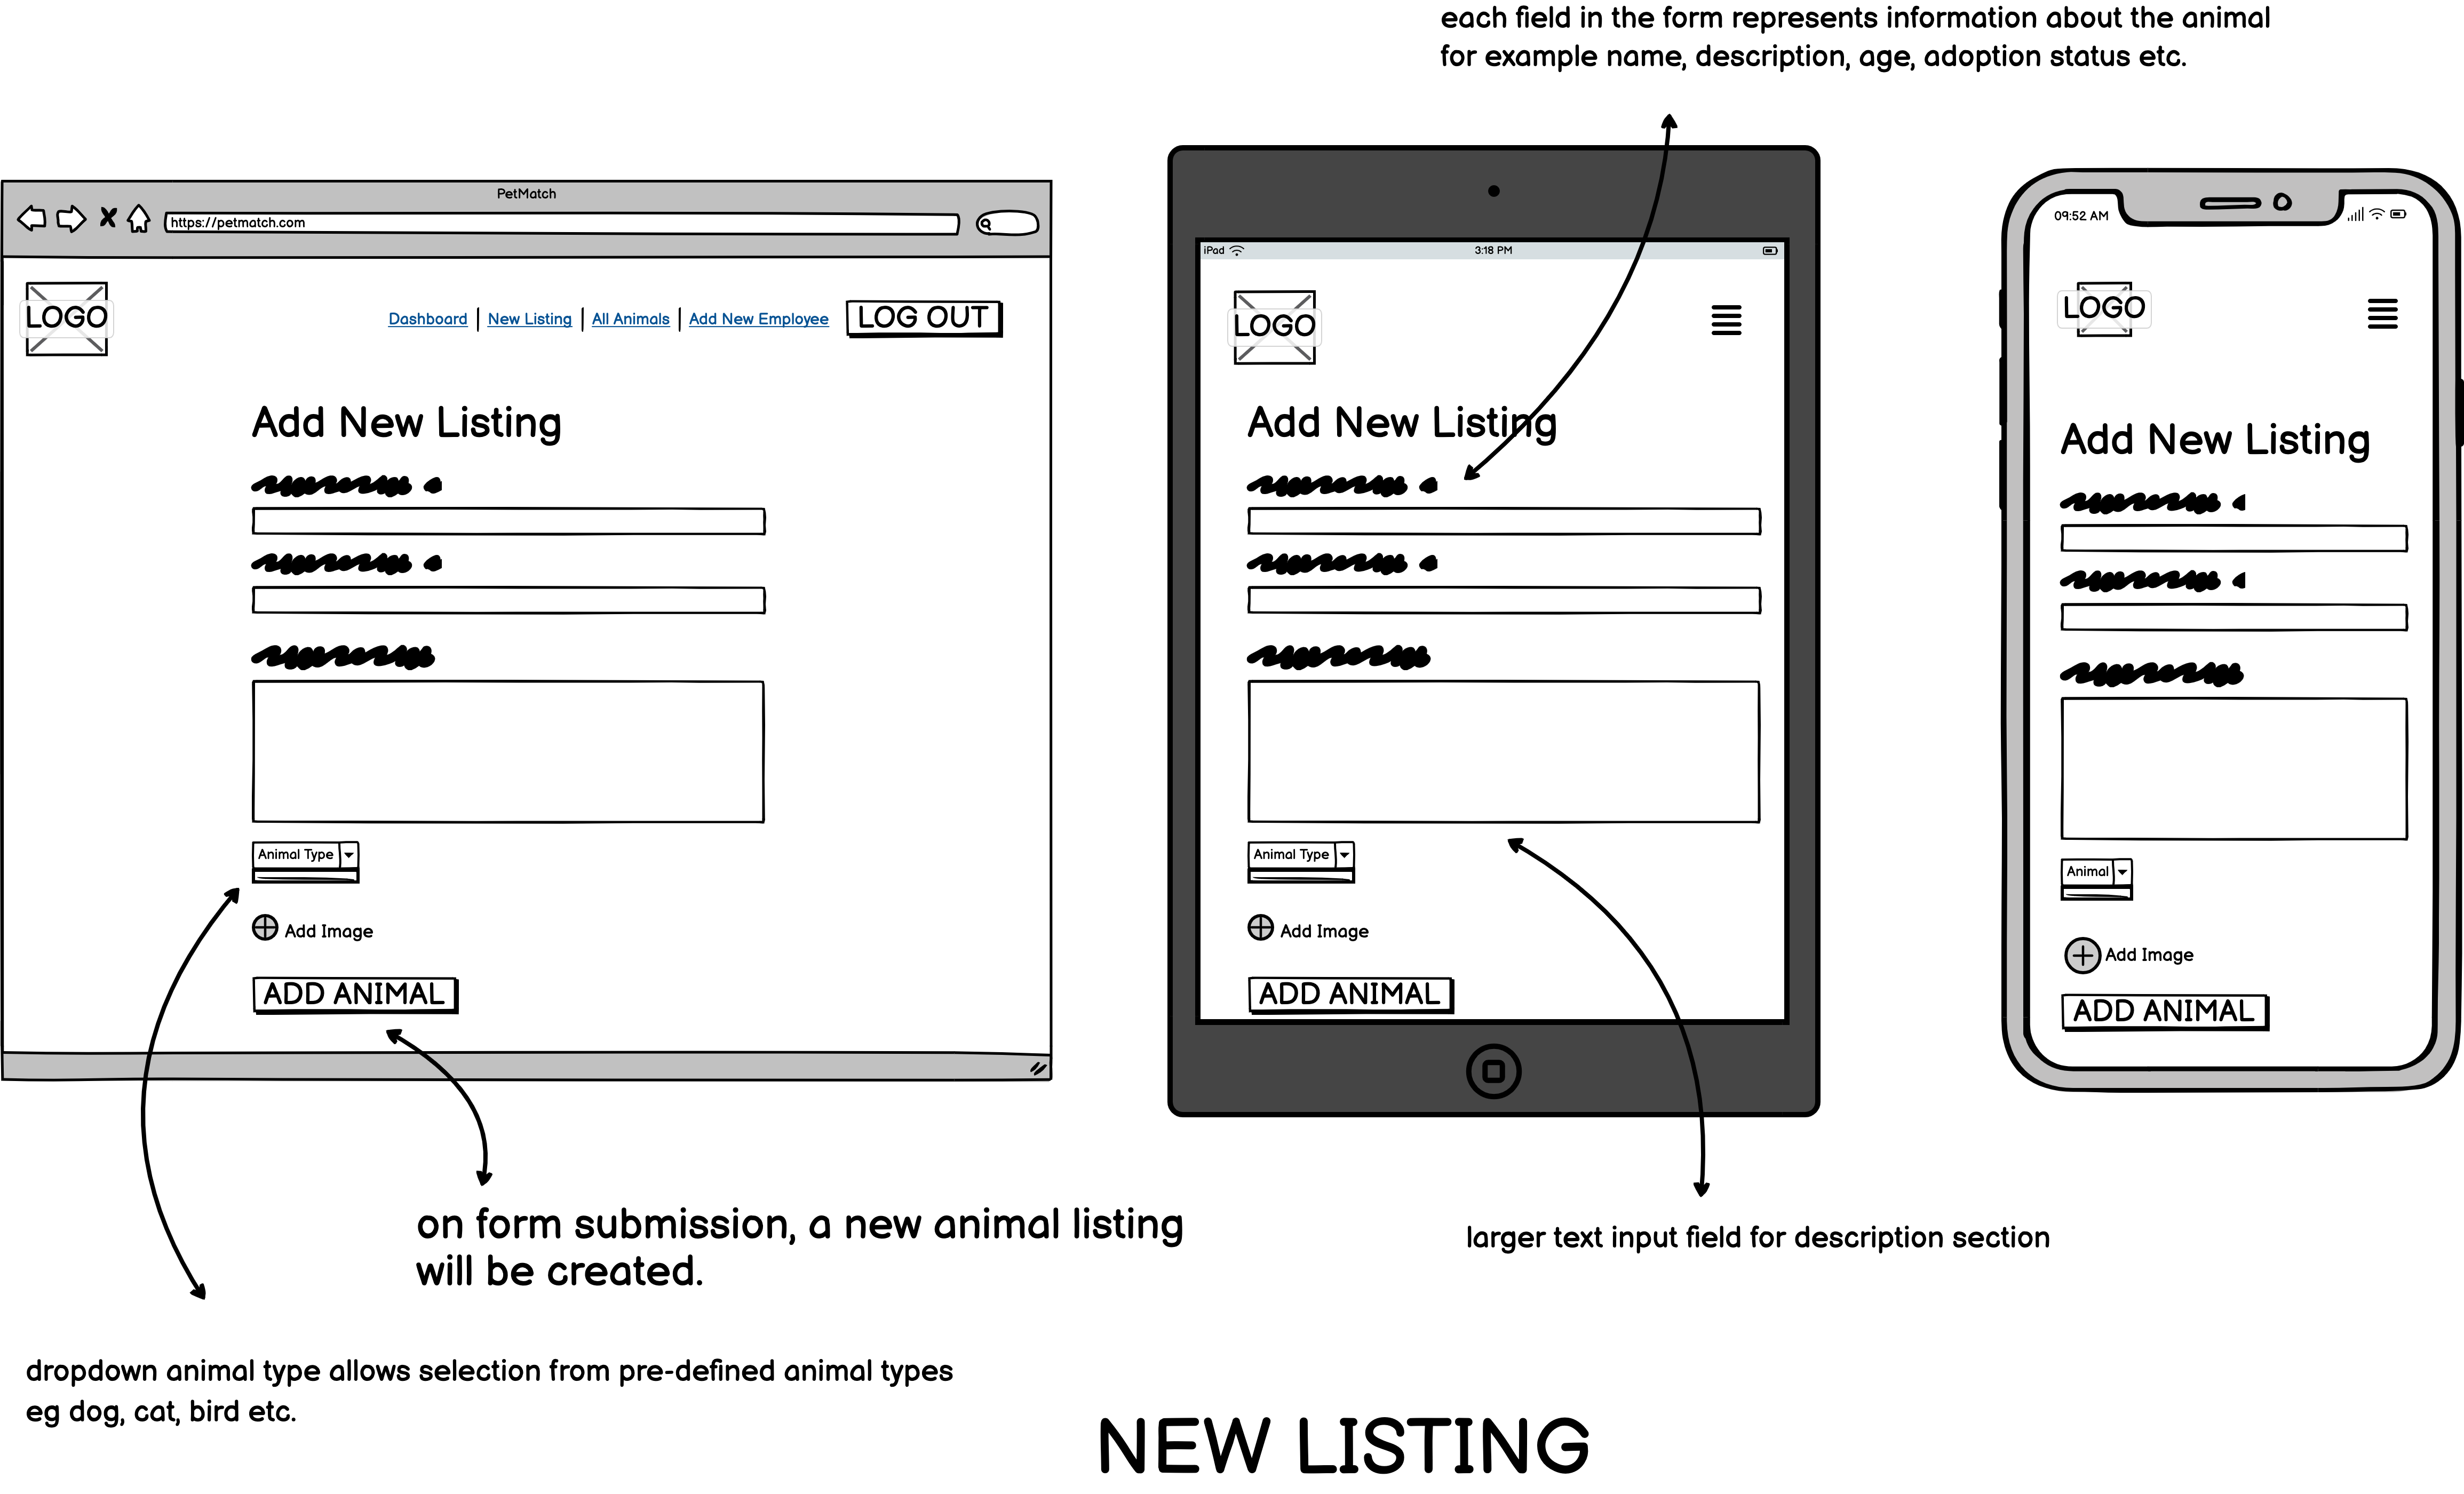 each field in the form represents information about the animal
for example name, description, age, adoption status etc.
PetMatch
https://petmatch.com
LOGO
Dashboard
New Listing
All Animals
Add New Employee
LOG OUT
Add New Listing
Animal Type
Add Image
ADD ANIMAL
iPad
3:18 PM
LOGO
Add New Listing
Animal Type
Add Image
ADD ANIMAL
09:52 AM
LOGO
Add New Listing
Animal
Add Image
ADD ANIMAL
on form submission, a new animal listing
will be created.
larger text input field for description section
dropdown animal type allows selection from pre-defined animal types
eg dog, cat, bird etc.
NEW LISTING